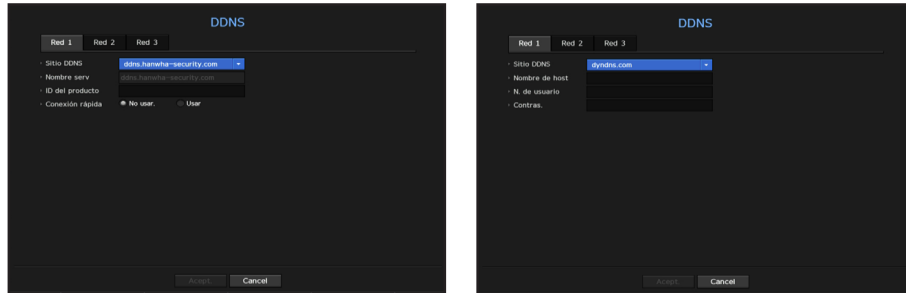 DDNS
Red 1 Red 2 Red 3
Sitio DDNS ddns.hanwha-security.com
Nombre serv ddns.hanwha-security.com
ID del producto
Conexión rápida No usar. Usar
Acept. Cancel
DDNS
Red 1 Red 2 Red 3
Sitio DDNS dyndns.com
Nombre de host
N. de usuario
Contras.
Acept. Cancel